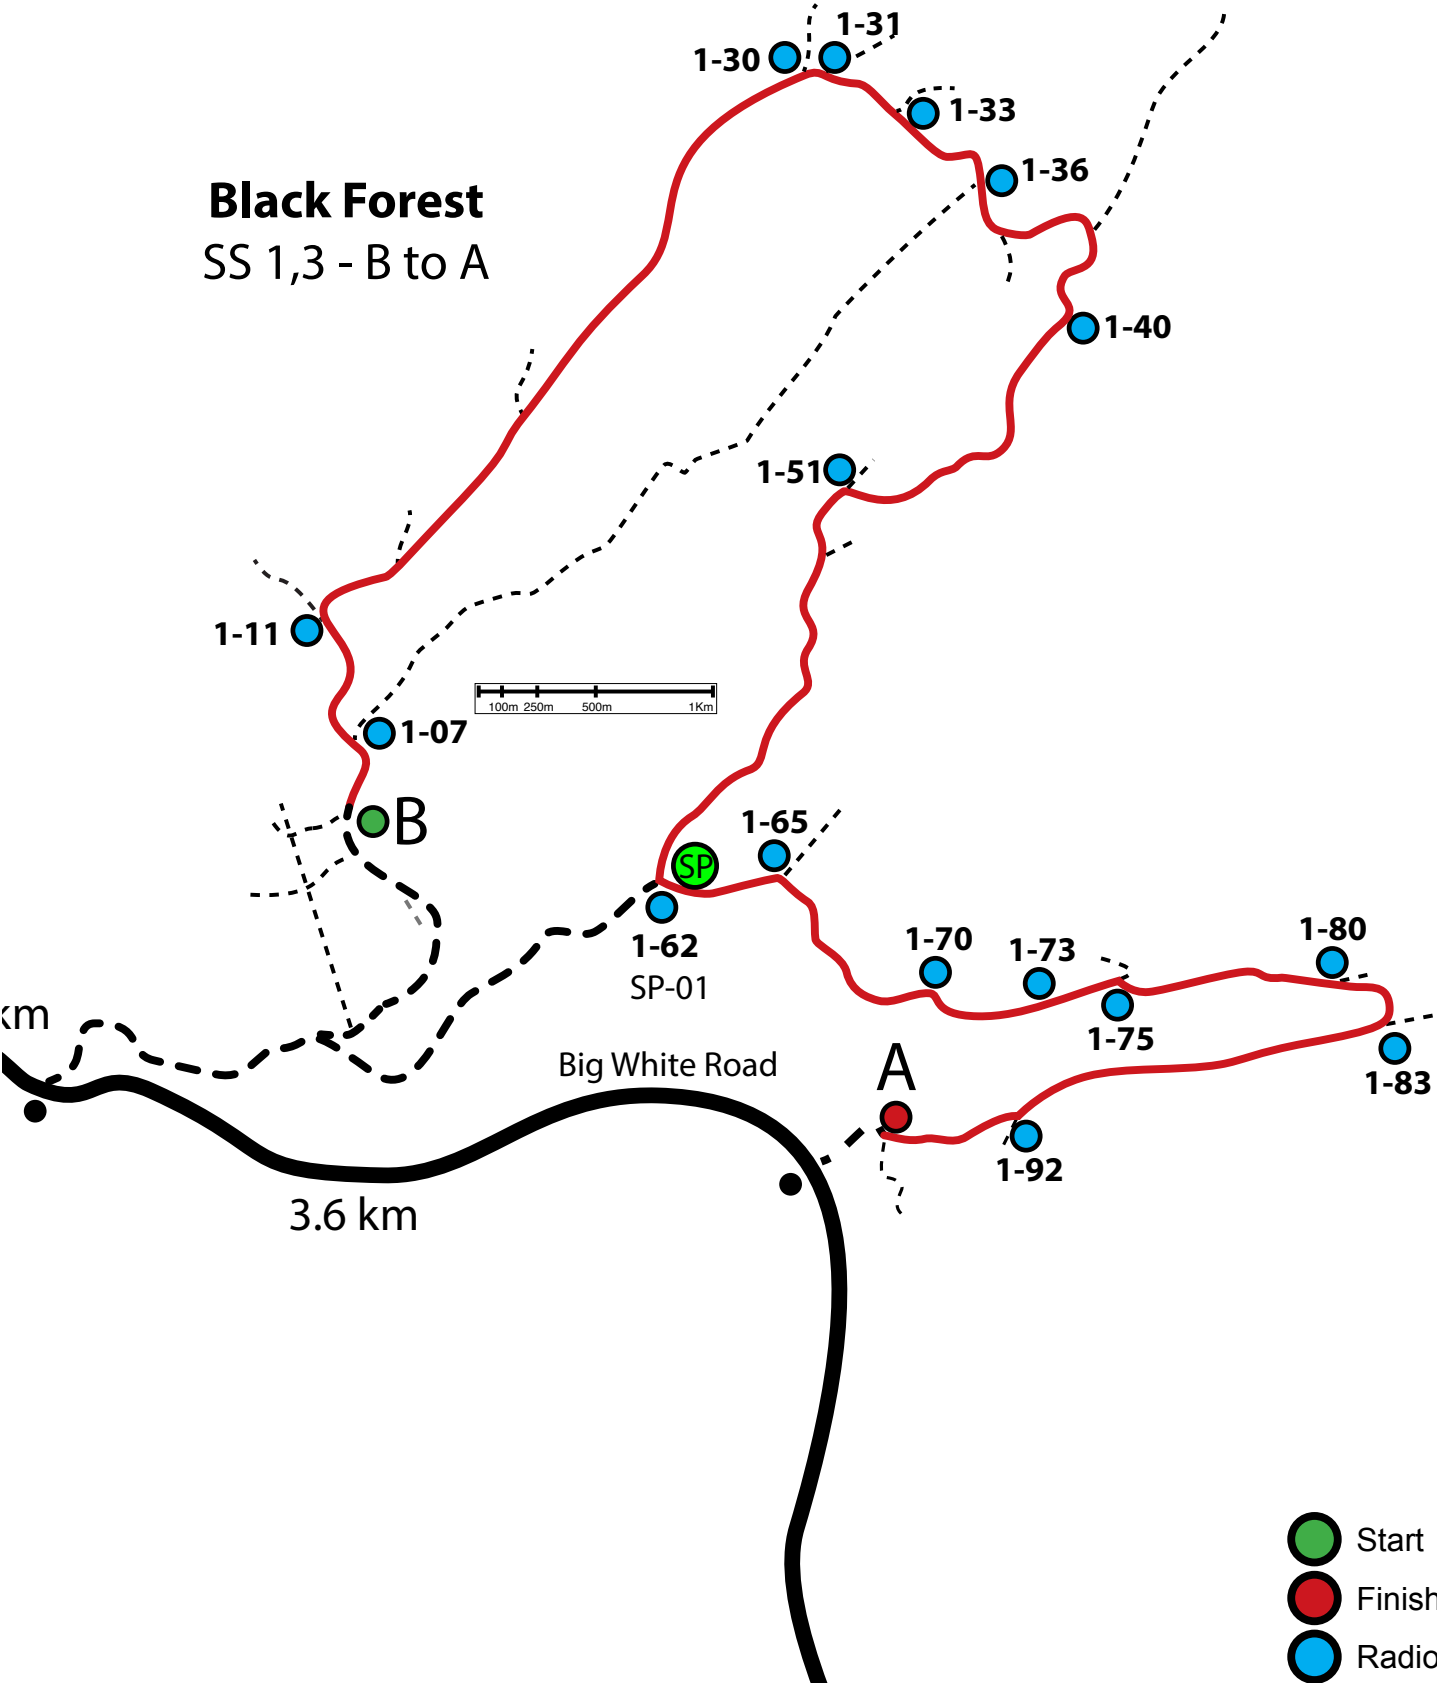 1-31
1-30
1-33
1-36
Black Forest
SS 1,3 - B to A
1-40
1-51
1-11
100m 250m 500m 1Km
1-07
B
1-65
SP
1-62
SP-01
1-70
1-73
1-80
km
1-75
Big White Road
A
1-83
1-92
3.6 km
Start
Finish
Radio